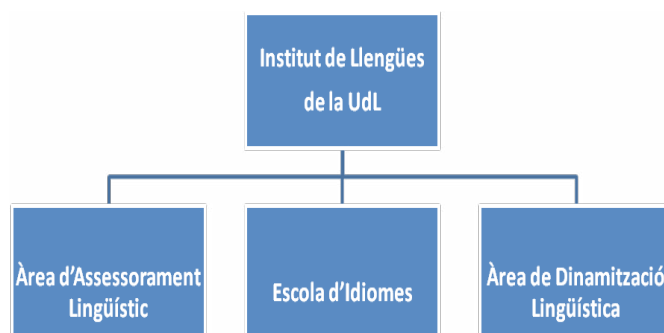 Institut de Llengües
de la UdL
Àrea d'Assessorament
Lingüístic
Escola d'Idiomes
Àrea de Dinamització
Lingüística